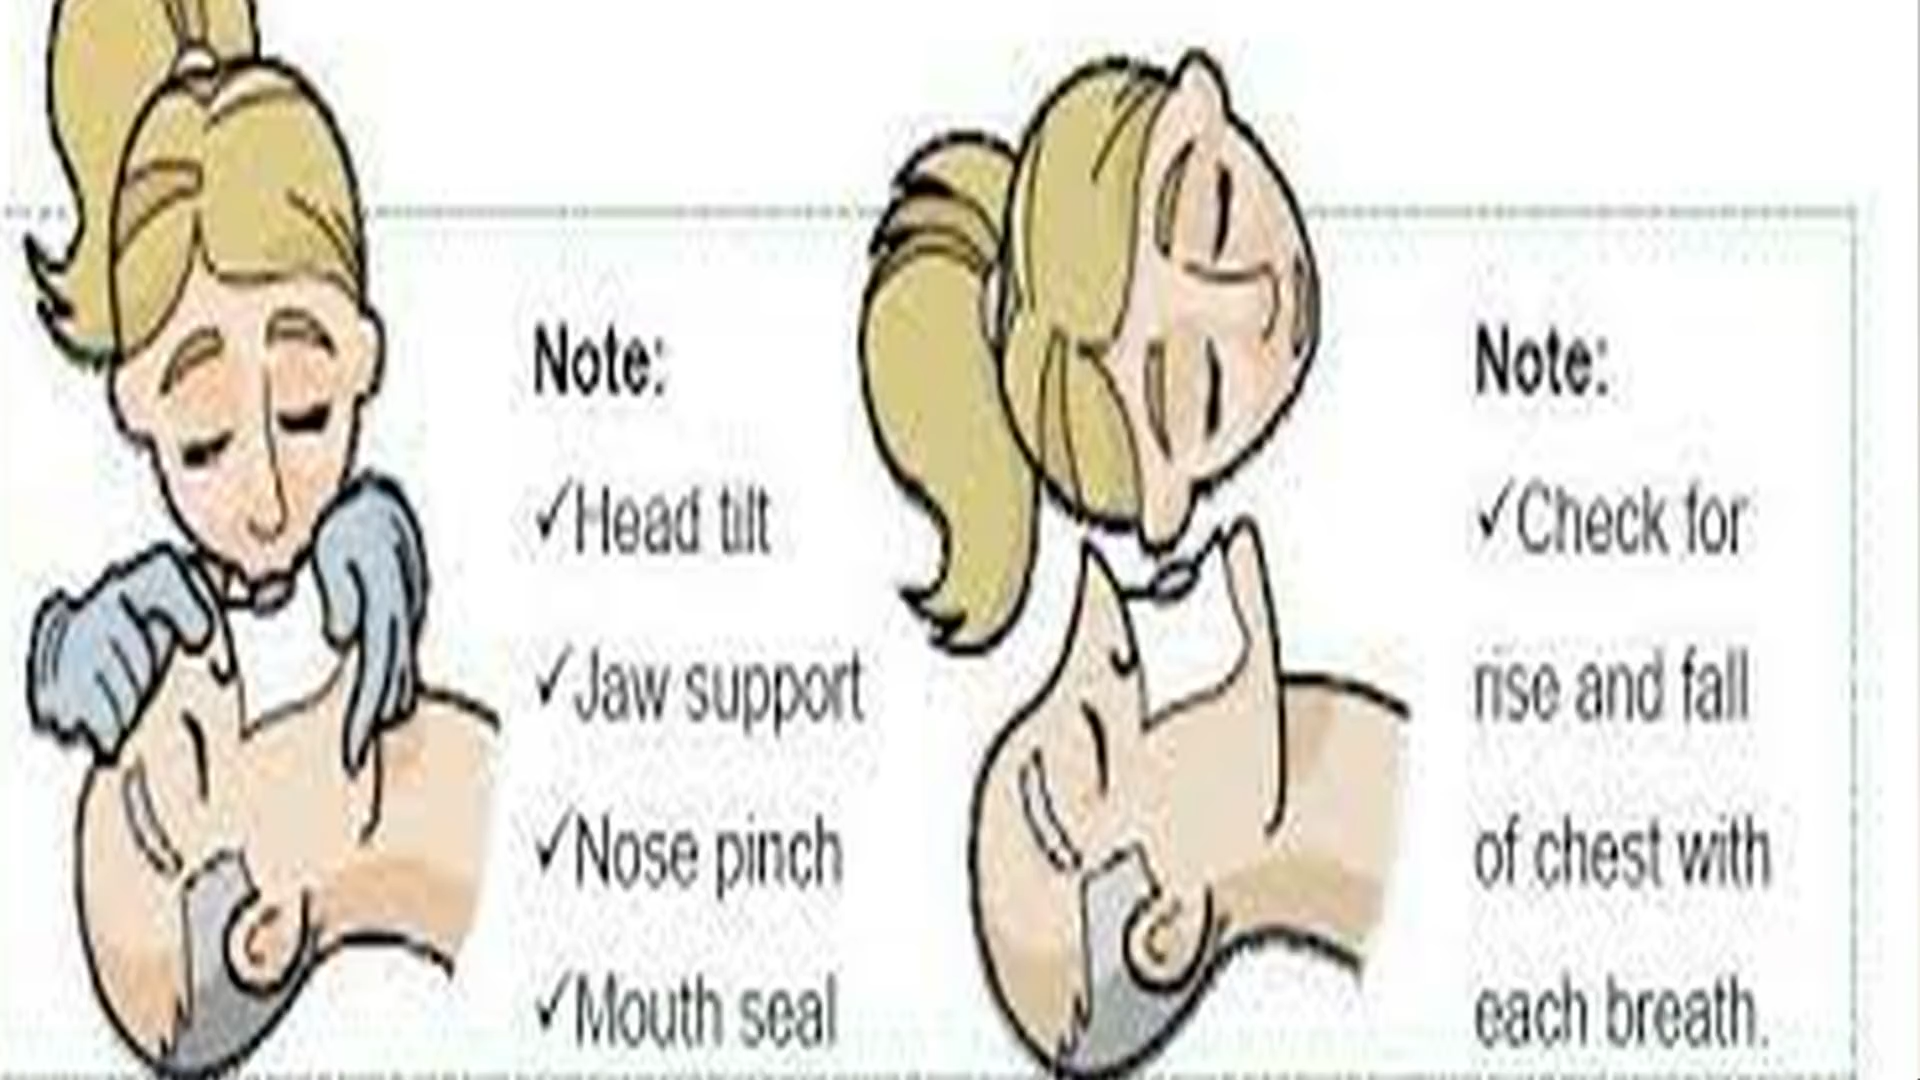 Note:
✓Head tilt
✓Jaw support
✓Nose pinch
✓Mouth seal
Note:
✓Check for
rise and fall
of chest with
each breath.